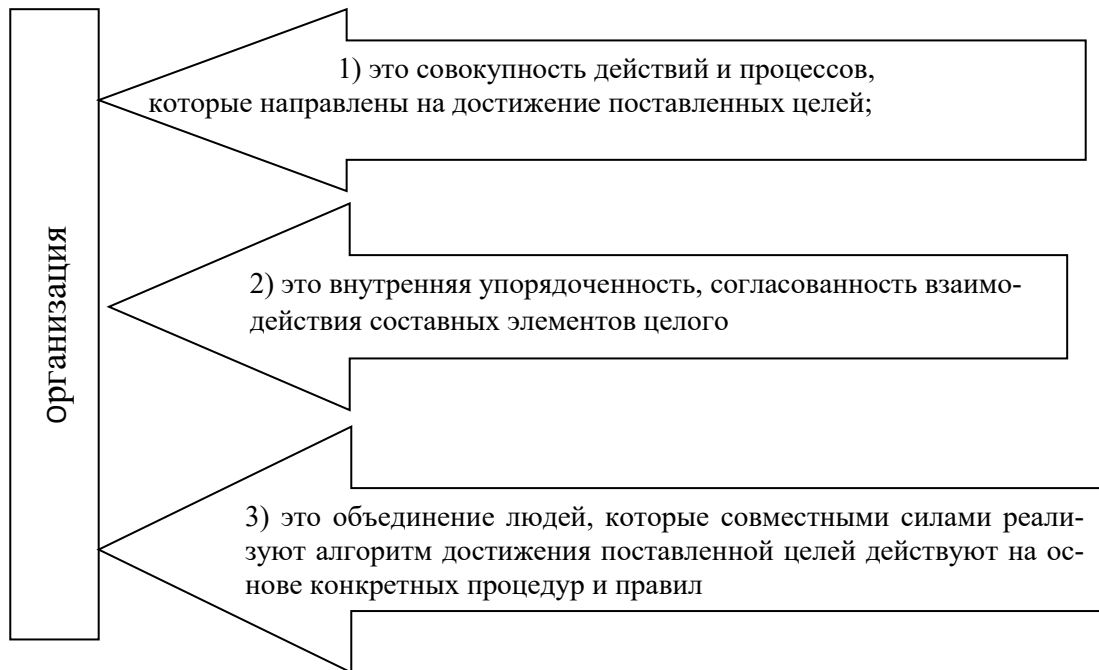 организация
1) это совокупность действий и процессов,
которые направлены на достижение поставленных целей;
2) это внутренняя упорядоченность, согласованность взаимо-
действия составных элементов целого
3) это объединение людей, которые совместными силами реали-
зуют алгоритм достижения поставленной целей действуют на ос-
нове конкретных процедур и правил